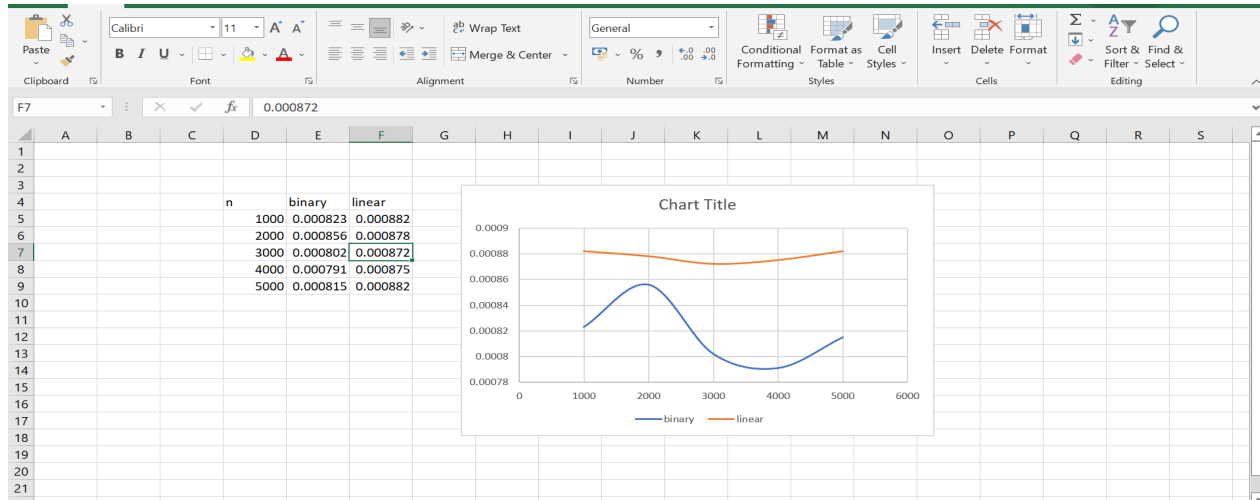 Calibri 11 A^ Aˇ ab Wrap Text General
Paste B I U A Merge & Center % 9 .00 .00 Conditional Formatting Format as Table Cell Styles Insert Delete Format Sort & Filter Find & Select
Clipboard Font Alignment Number Styles Cells Editing
F7 fx 0.000872
A B C D E F G H I J K L M N O P Q R S
1
2
3
4 n binary linear
5 1000 0.000823 0.000882
6 2000 0.000856 0.000878
7 3000 0.000802 0.000872
8 4000 0.000791 0.000875
9 5000 0.000815 0.000882
10
11
12
13
14
15
16
17
18
19
20
21
Chart Title
0.0009
0.00088
0.00086
0.00084
0.00082
0.0008
0.00078
0 1000 2000 3000 4000 5000 6000
binary linear